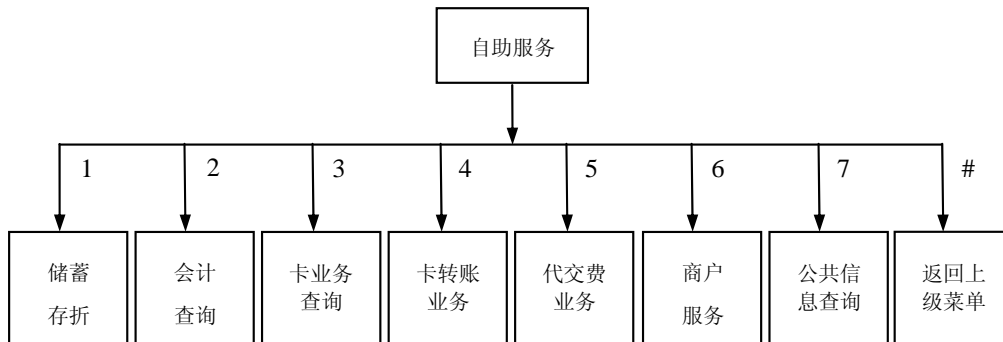 自助服务
1
2
3
4
5
6
7
#
储蓄
存折
会计
查询
卡业务
查询
卡转账
业务
代交费
业务
商户
服务
公共信
息查询
返回上
级菜单